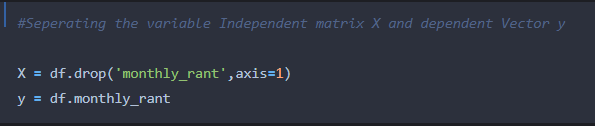 #Seperating the variable Independent matrix X and dependent Vector y
X = df.drop('monthly_rant',axis=1)
y = df.monthly_rant